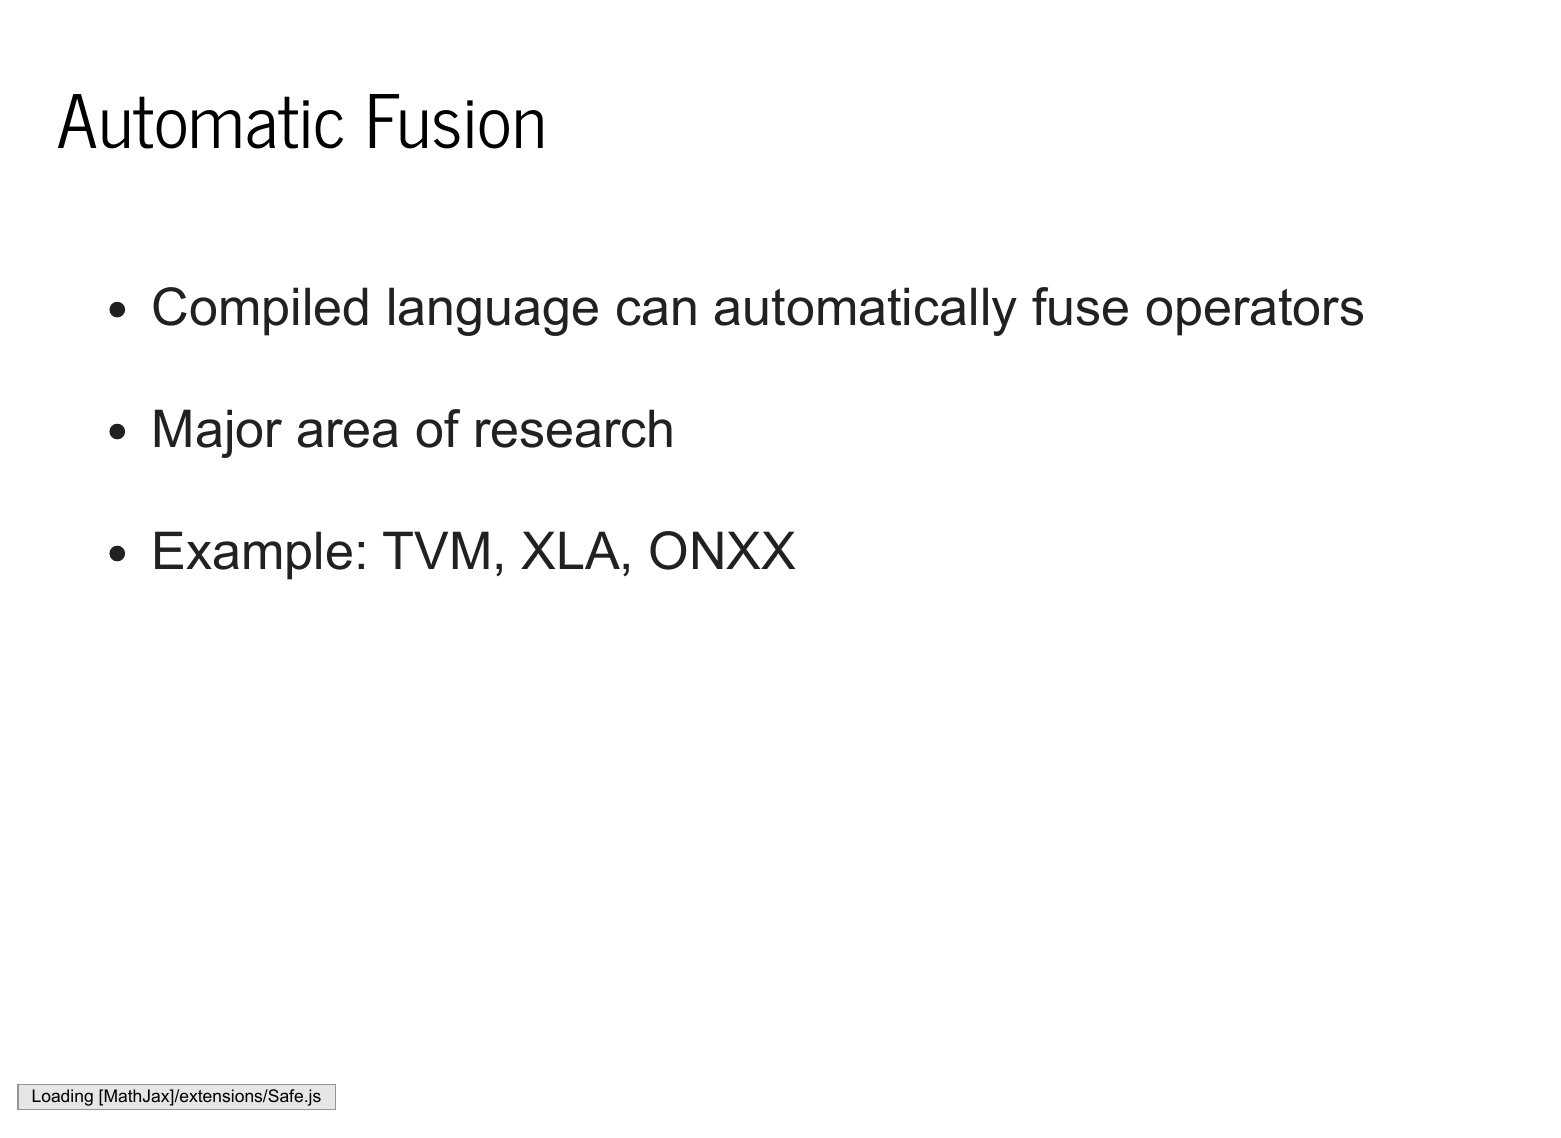 Automatic Fusion
• Compiled language can automatically fuse operators
• Major area of research
• Example: TVM, XLA, ONXX
Loading [MathJax]/extensions/Safe.js